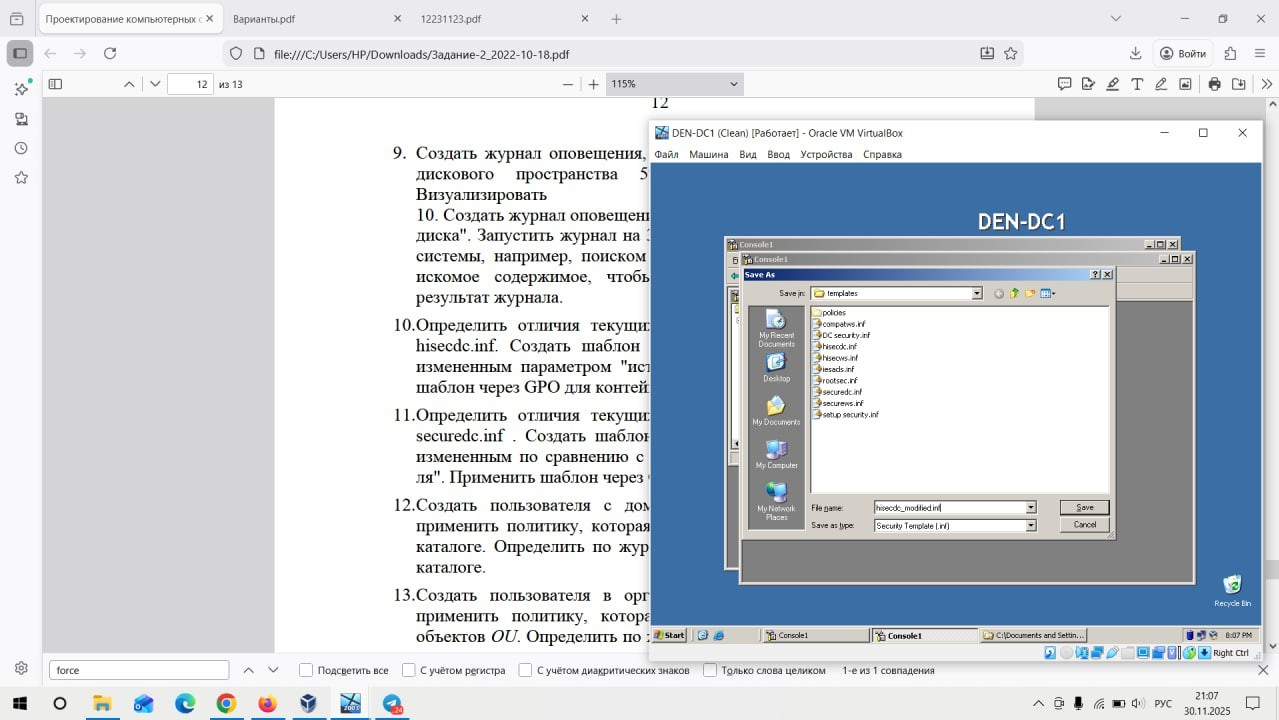 Проектирование компьютерных с
Варианты.pdf
12231123.pdf
file:///C:/Users/HP/Downloads/Задание-2_2022-10-18.pdf
Войти
12
из 13
115%
12
9. Создать журнал оповещения,
дискового пространства 5
Визуализировать
10. Создать журнал оповещени
диска". Запустить журнал на
системы, например, поиском
искомое содержимое, чтобы
результат журнала.
10.Определить отличия текущих
hisecdc.inf. Создать шаблон
измененным параметром "ист
шаблон через GPO для контей
11.Определить отличия текущих
securedc.inf . Создать шабло
измененным по сравнению с
ля". Применить шаблон через
12.Создать пользователя с дом
применить политику, которая
каталоге. Определить по жур
каталоге.
13.Создать пользователя в орг
применить политику, котора
объектов OU. Определить по
DEN-DC1 (Clean) [Работает] - Oracle VM VirtualBox
Файл Машина Вид Ввод Устройства Справка
DEN-DC1
Console1
Console1
Save As
Save in:
templates
My Recent
Documents
Desktop
My Documents
My Computer
My Network
Places
policies
compatws.inf
DC security.inf
hisecdc.inf
hisecws.inf
iesacls.inf
rootsec.inf
securedc.inf
securews.inf
setup security.inf
File name:
hisecdc_modified.inf
Save
Save as type:
Security Template (.inf)
Cancel
Recycle Bin
Start
Console1
Console1
C:\Documents and Settin...
8:07 PM
Right Ctrl
force
Подсветить все
С учётом регистра
С учётом диакритических знаков
Только слова целиком
1-е из 1 совпадения
24
РУС
21:07
30.11.2025